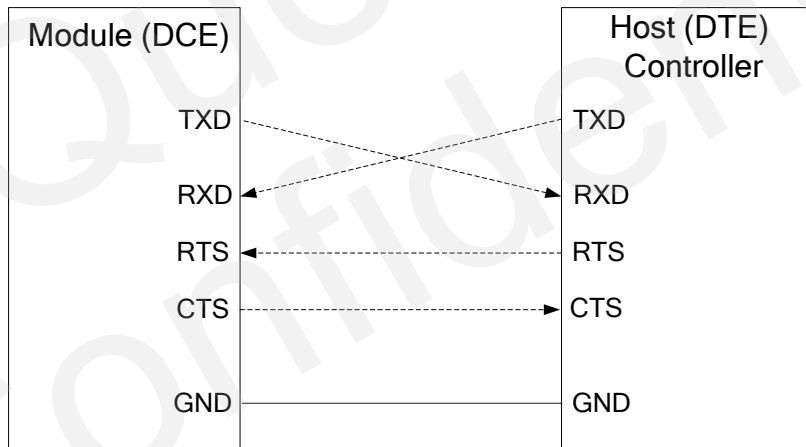 Module (DCE)
Host (DTE)
Controller
TXD
TXD
RXD
RXD
RTS
RTS
CTS
CTS
GND
GND